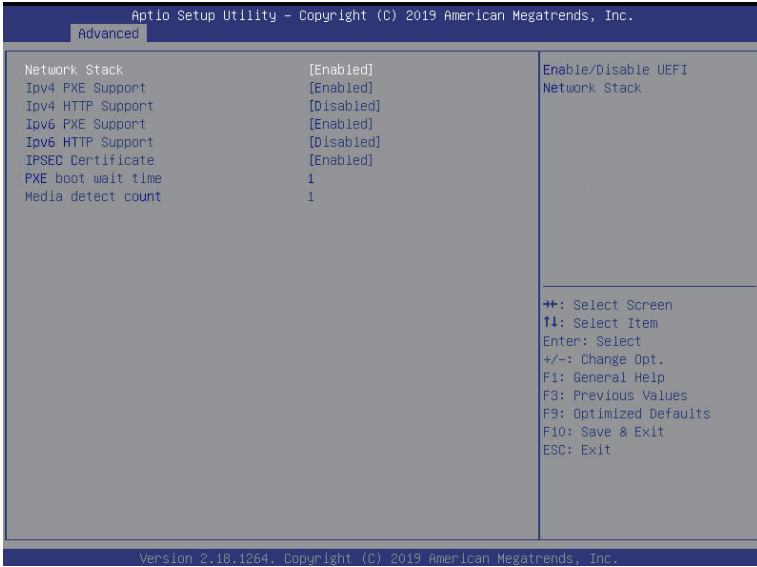 Aptio Setup Utility – Copyright (C) 2019 American Megatrends, Inc.
Advanced
Network Stack [Enabled]
Ipv4 PXE Support [Enabled]
Ipv4 HTTP Support [Disabled]
Ipv6 PXE Support [Enabled]
Ipv6 HTTP Support [Disabled]
IPSEC Certificate [Enabled]
PXE boot wait time 1
Media detect count 1
Enable/Disable UEFI
Network Stack
→←: Select Screen
↑↓: Select Item
Enter: Select
+/-: Change Opt.
F1: General Help
F3: Previous Values
F9: Optimized Defaults
F10: Save & Exit
ESC: Exit
Version 2.18.1264. Copyright (C) 2019 American Megatrends, Inc.